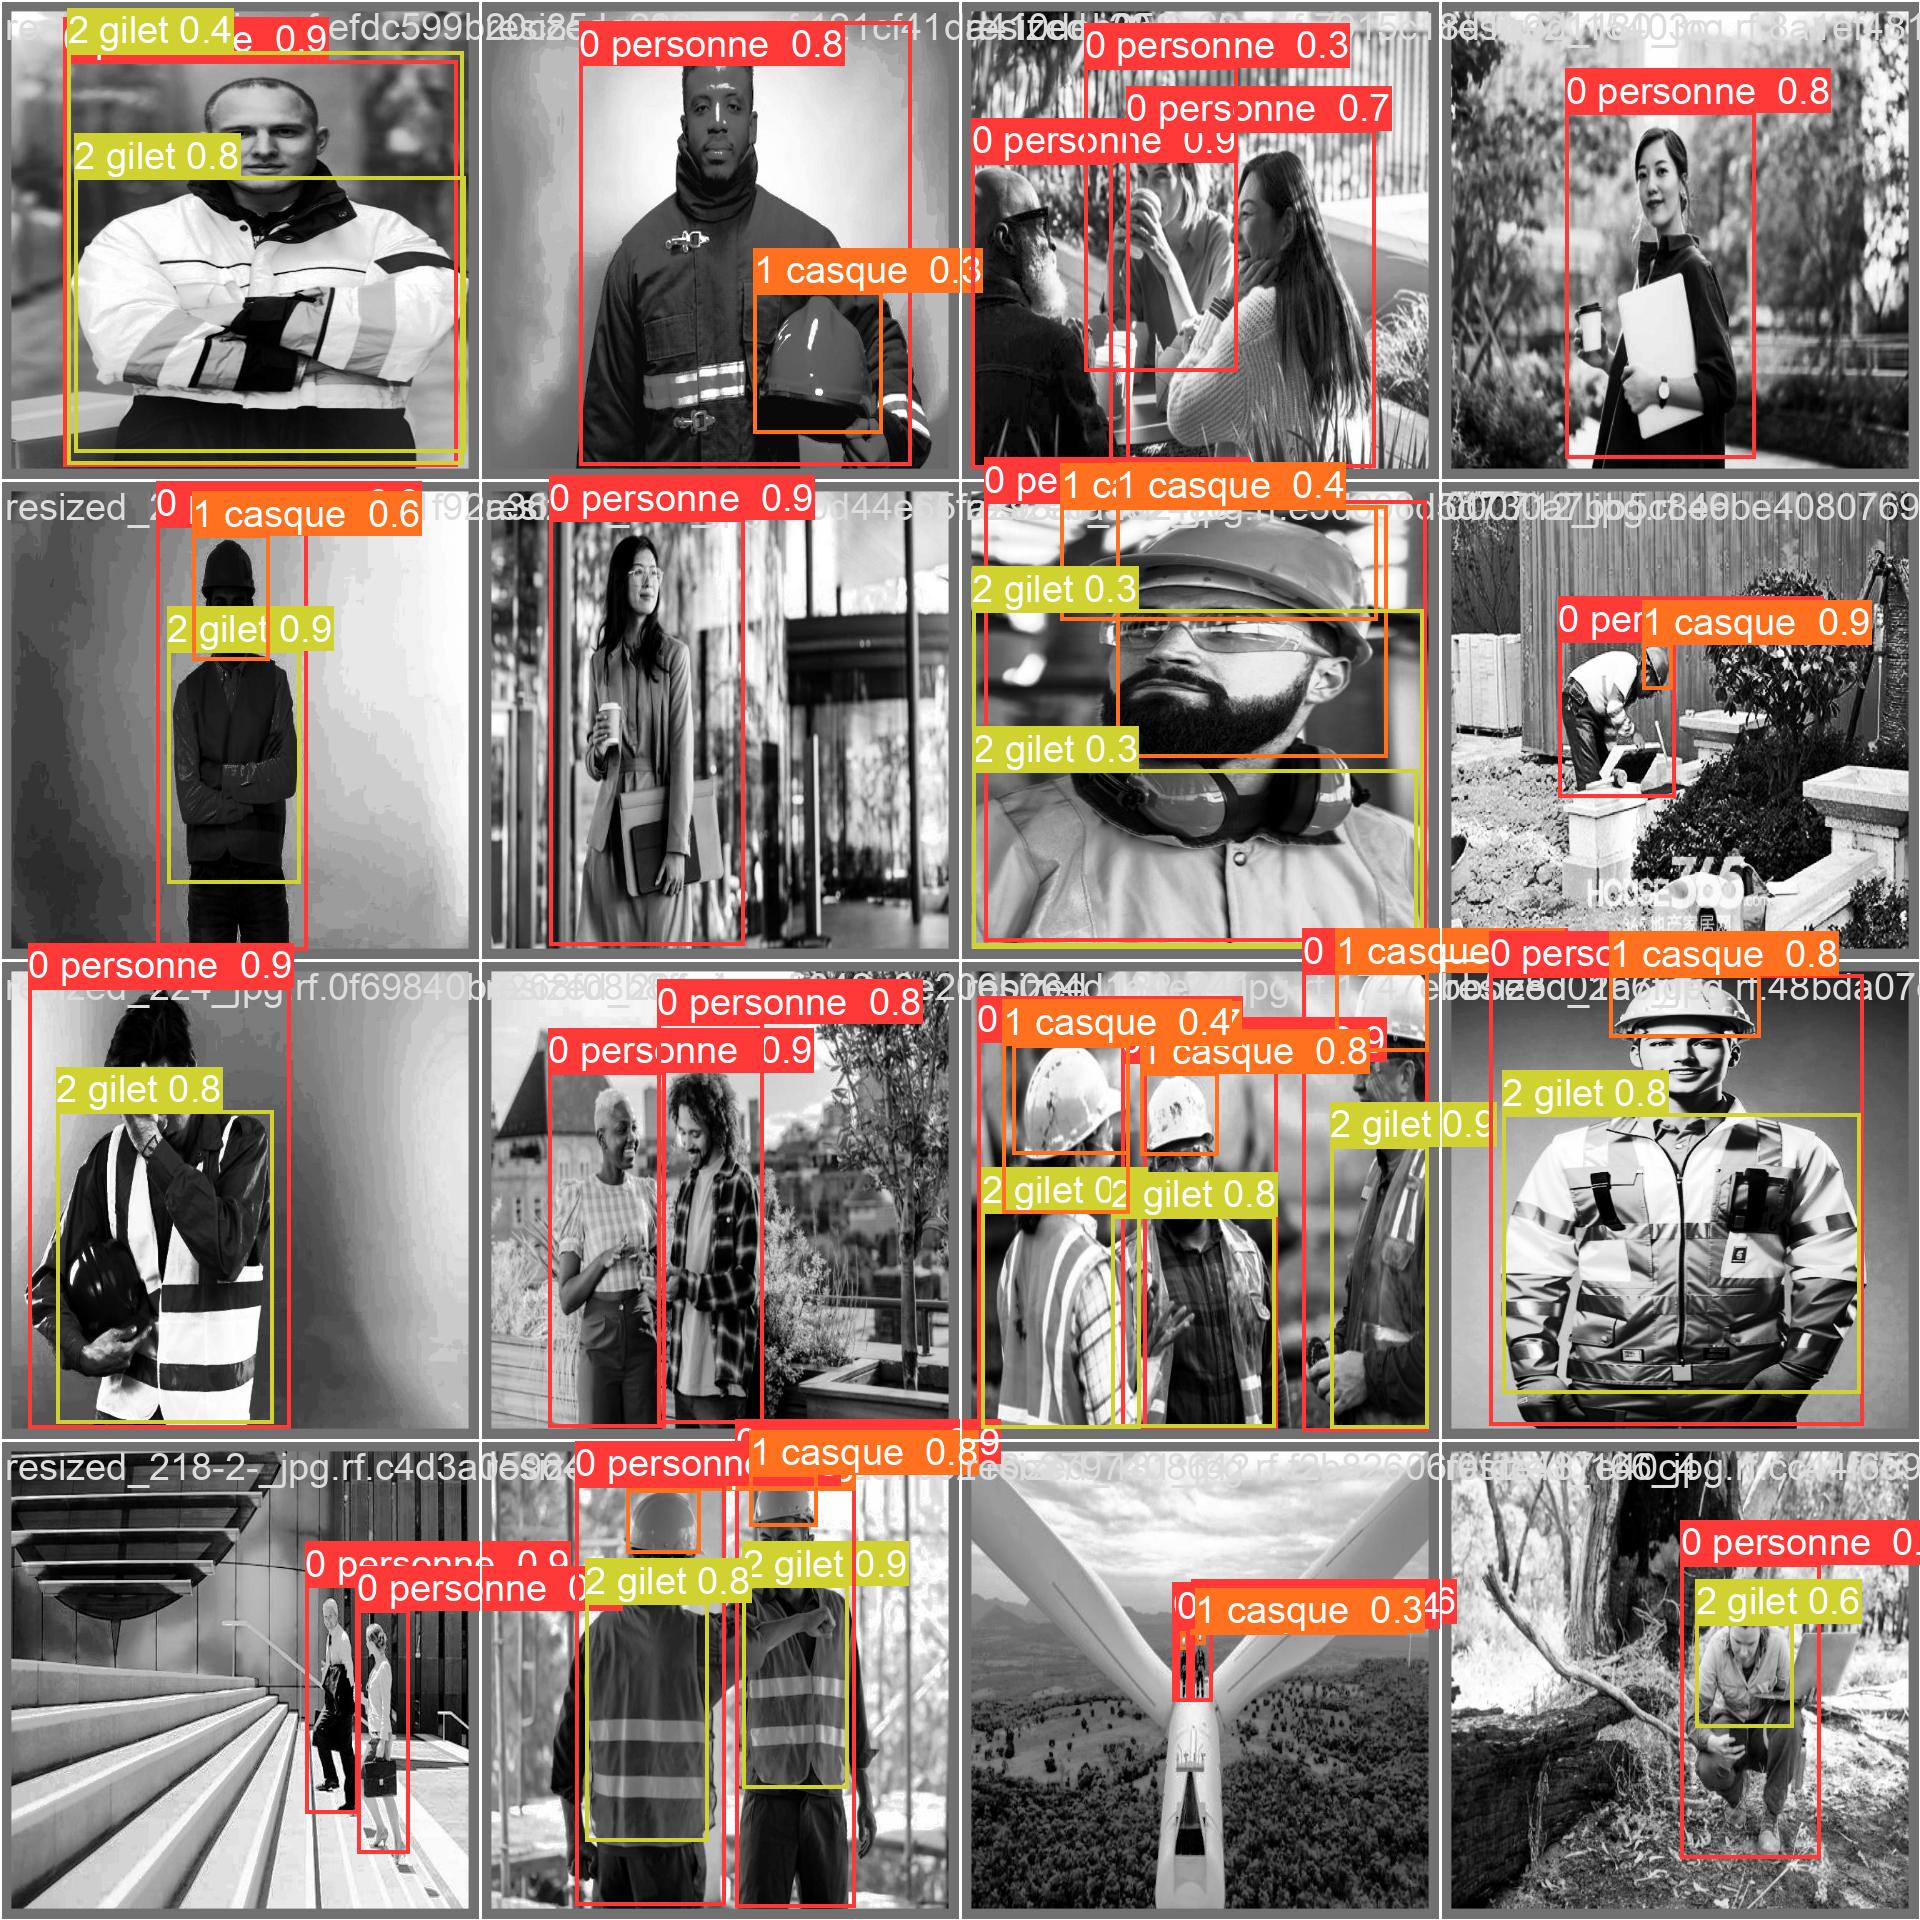 2 gilet 0.4
e 0.9
efdc599b
2 gilet 0.8
0 personne 0.8
1 casque 0.3
0 personne 0.3
0 personne 0.7
0 personne 0.9
0 personne 0.8
resized_2
0
1 casque 0.6
2 gilet 0.9
0 personne 0.9
0 pe
1 ca
1 casque 0.4
2 gilet 0.3
2 gilet 0.3
0 per
1 casque 0.9
HOUSE365.com
0 personne 0.9
resized_224_jpg.rf.0f69840b
2 gilet 0.8
0 personne 0.8
0 personne 0.9
0
1 casque 0.4
1 casque 0.8
0
1 casque
2 gilet 0
2 gilet 0.8
2 gilet 0.9
0 perso
1 casque 0.8
2 gilet 0.8
resized_218-2-_jpg.rf.c4d3a
0 personne 0.9
0 personne 0
0 personne
1 casque 0.8
2 gilet 0.8
2 gilet 0.9
0
1 casque 0.3
0 personne 0.
2 gilet 0.6